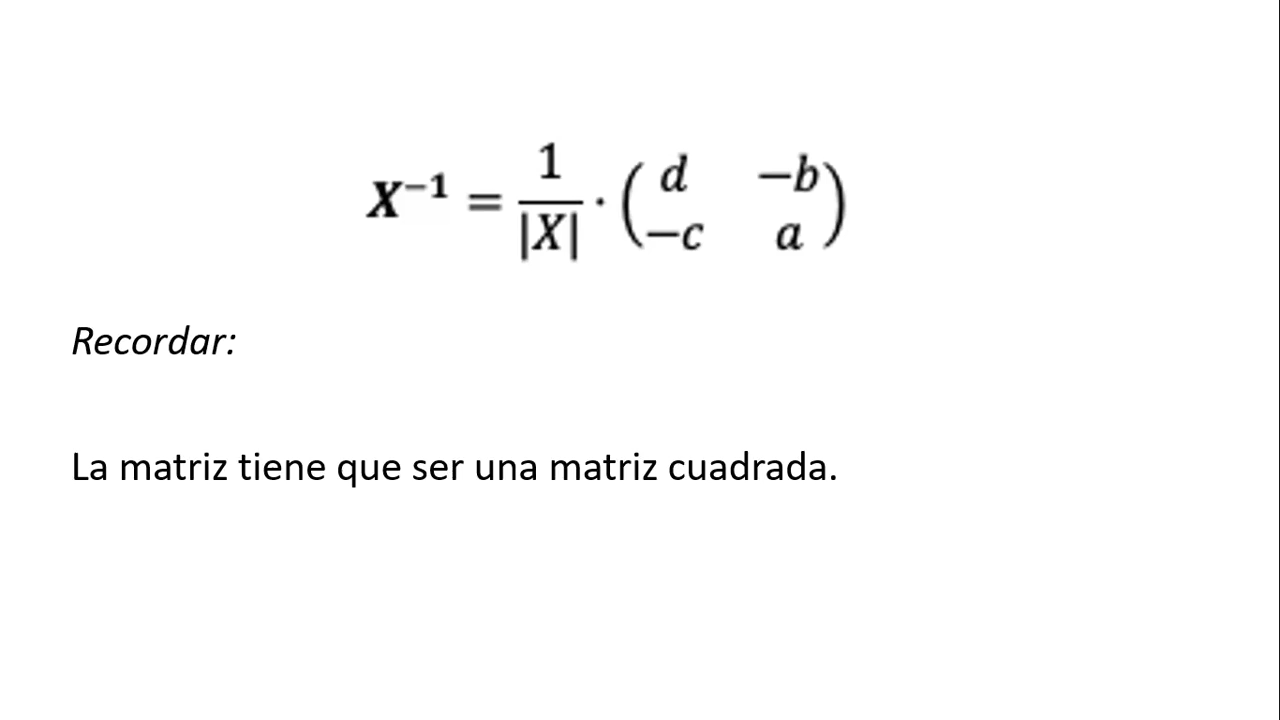 X⁻¹ = 1/|X| · (d −b
−c a)
Recordar:
La matriz tiene que ser una matriz cuadrada.